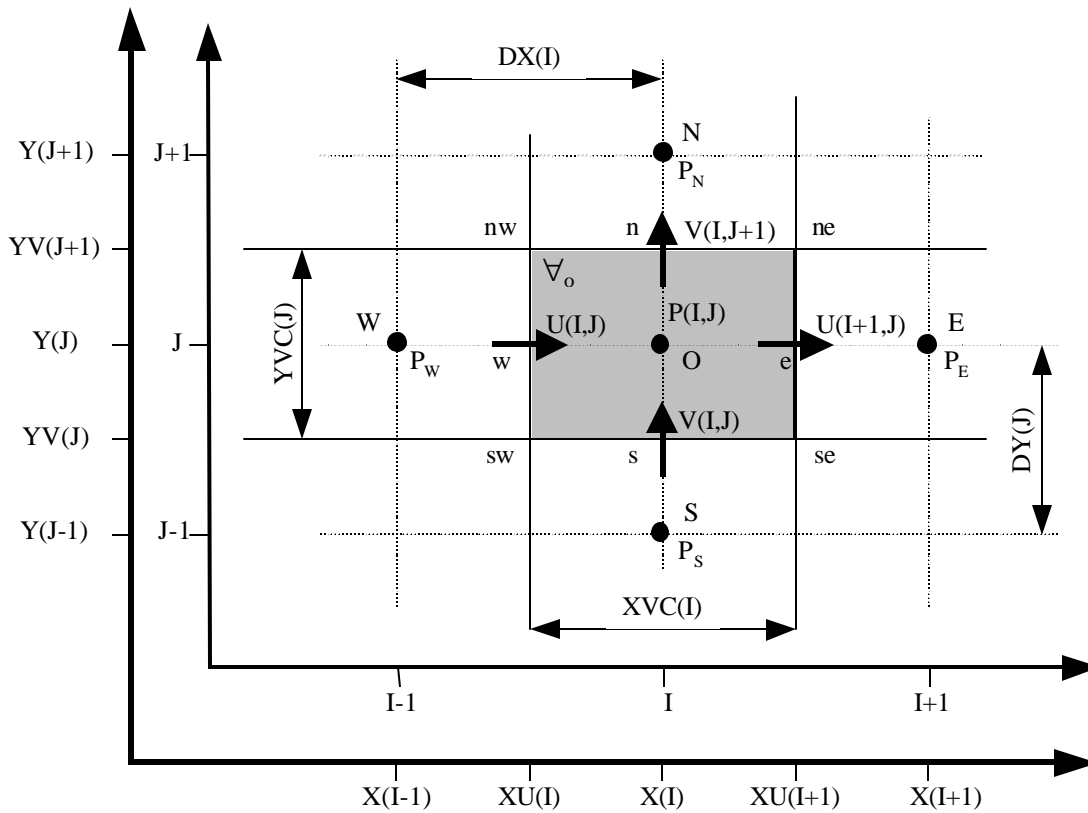 DX(I)
N
Y(J+1)
J+1
P_N
nw
n
V(I,J+1)
ne
YV(J+1)
∀_o
YVC(J)
W
U(I,J)
P(I,J)
U(I+1,J)
E
Y(J)
J
P_W
w
O
e
P_E
DY(J)
V(I,J)
YV(J)
sw
s
se
S
Y(J-1)
J-1
P_S
XVC(I)
I-1
I
I+1
X(I-1)
XU(I)
X(I)
XU(I+1)
X(I+1)